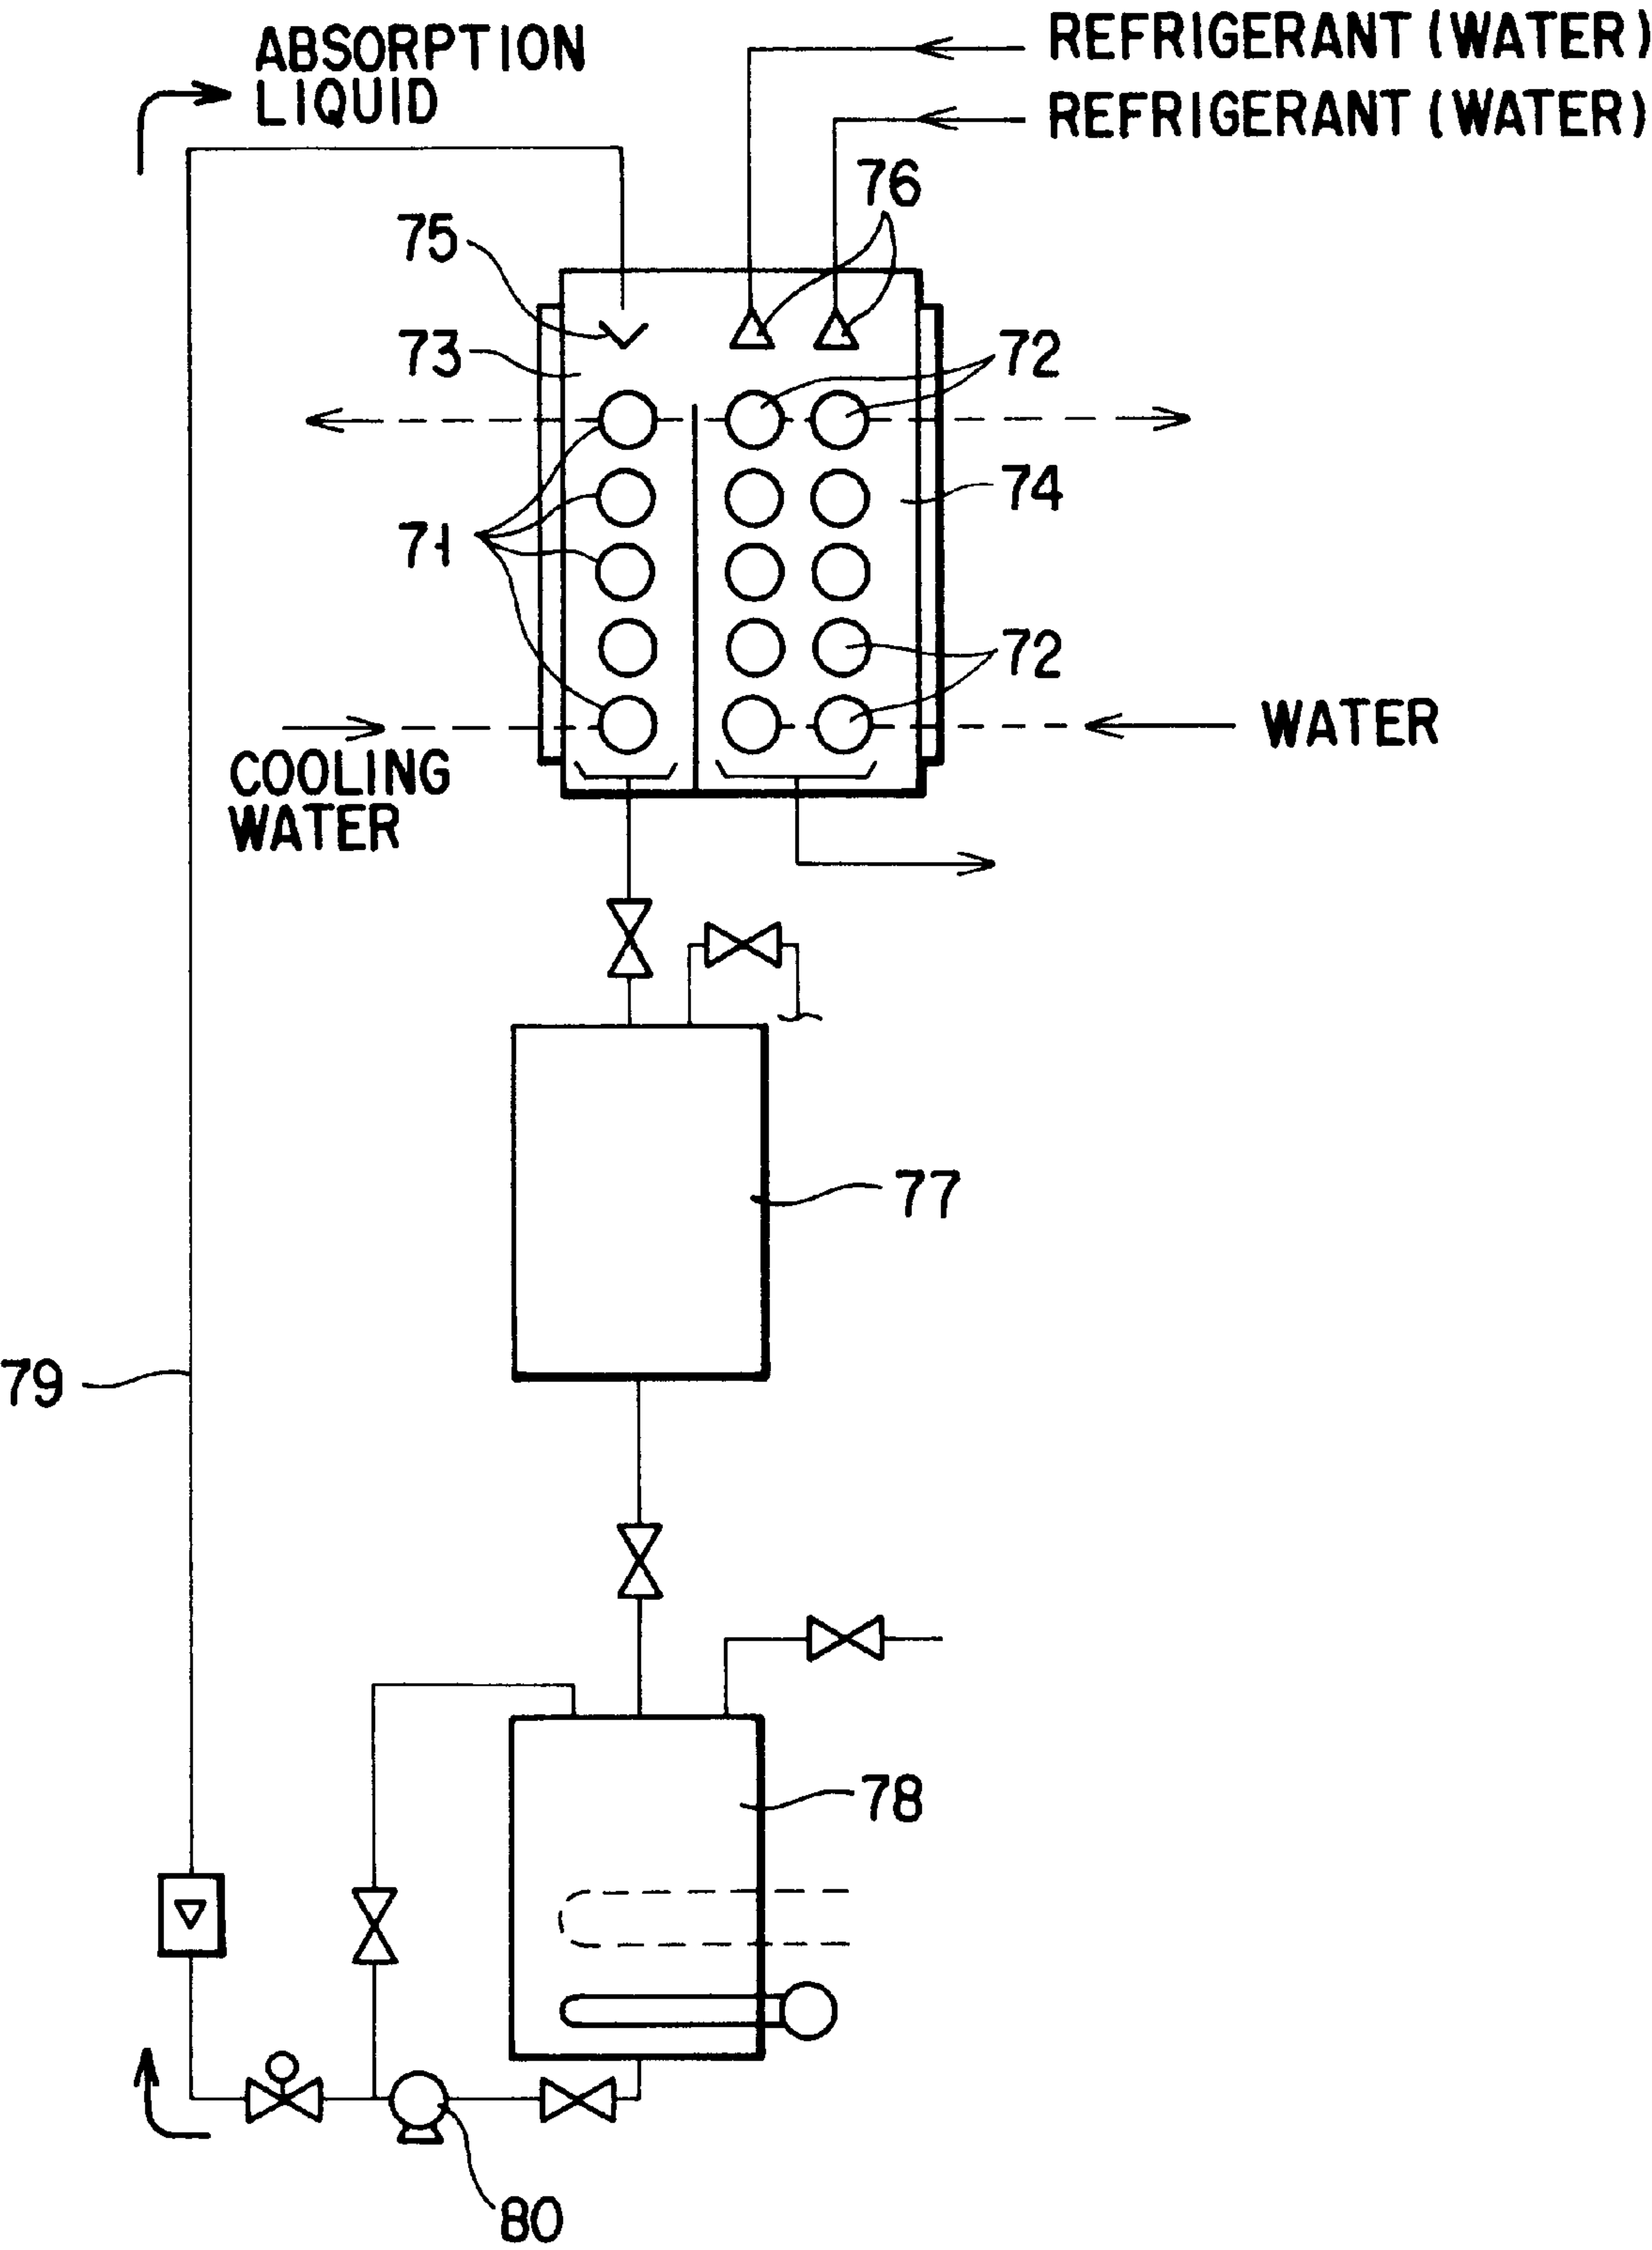 ABSORPTION
LIQUID
REFRIGERANT (WATER)
REFRIGERANT (WATER)
76
75
73
72
74
71
72
WATER
COOLING
WATER
77
79
78
80